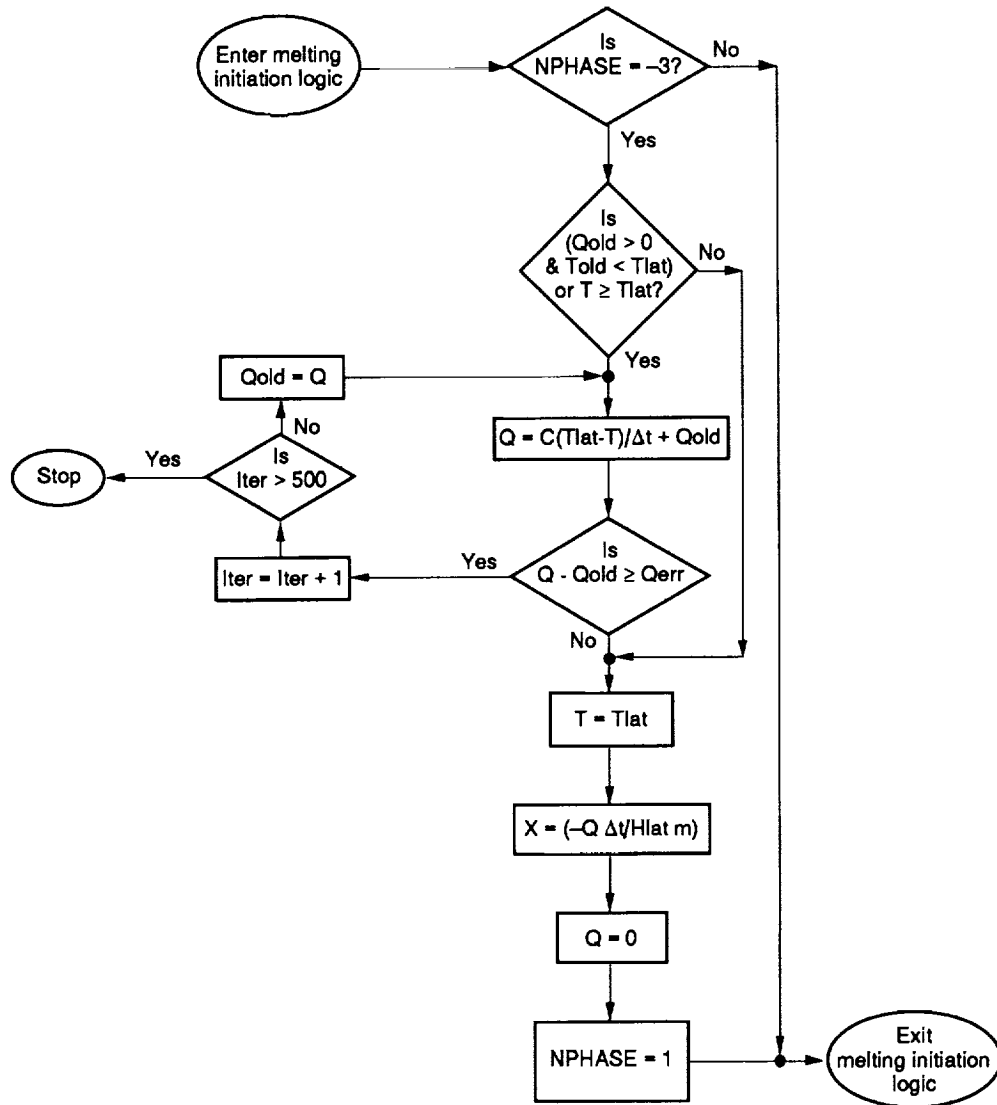 Enter melting
initiation logic
Is
NPHASE = –3?
No
Yes
Is
(Qold > 0
& Told < Tlat)
or T ≥ Tlat?
No
Yes
Qold = Q
No
Q = C(Tlat-T)/Δt + Qold
Is
Iter > 500
Yes
Stop
Is
Q - Qold ≥ Qerr
Yes
Iter = Iter + 1
No
T = Tlat
X = (–Q Δt/Hlat m)
Q = 0
NPHASE = 1
Exit
melting initiation
logic